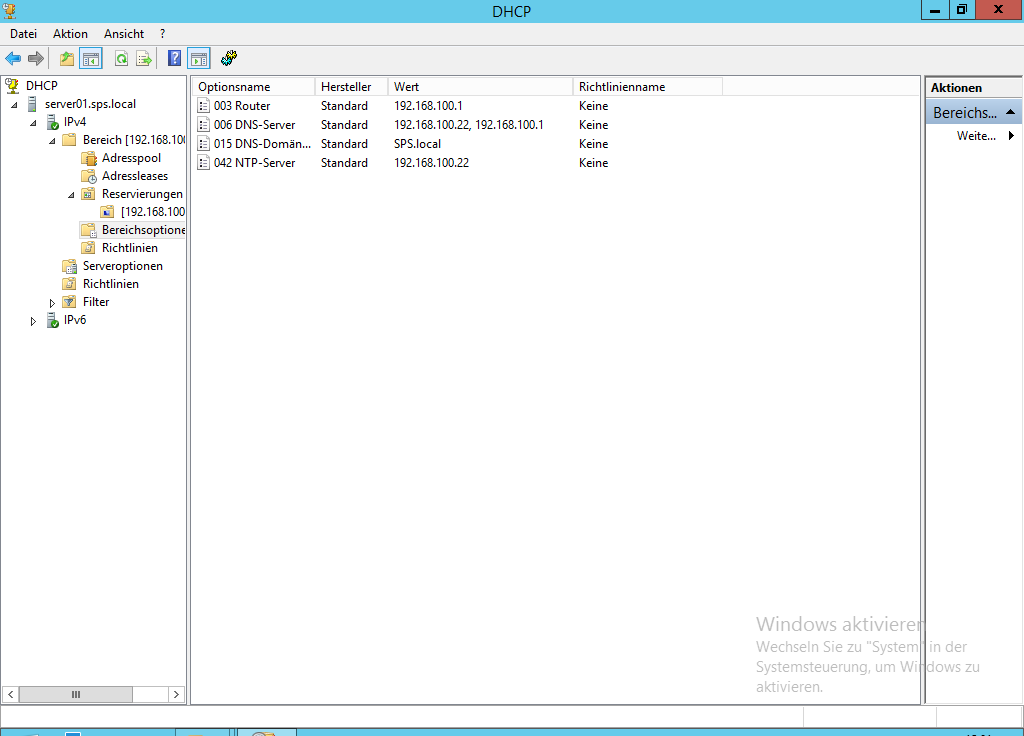 DHCP
Datei Aktion Ansicht ?
DHCP
server01.sps.local
IPv4
Bereich [192.168.100
Adresspool
Adressleases
Reservierungen
[192.168.100
Bereichsoptione
Richtlinien
Serveroptionen
Richtlinien
Filter
IPv6
Optionsname Hersteller Wert Richtlinienname
003 Router Standard 192.168.100.1 Keine
006 DNS-Server Standard 192.168.100.22, 192.168.100.1 Keine
015 DNS-Domän... Standard SPS.local Keine
042 NTP-Server Standard 192.168.100.22 Keine
Aktionen
Bereichs...
Weite...
Windows aktivieren
Wechseln Sie zu "System" in der
Systemsteuerung, um Windows zu
aktivieren.